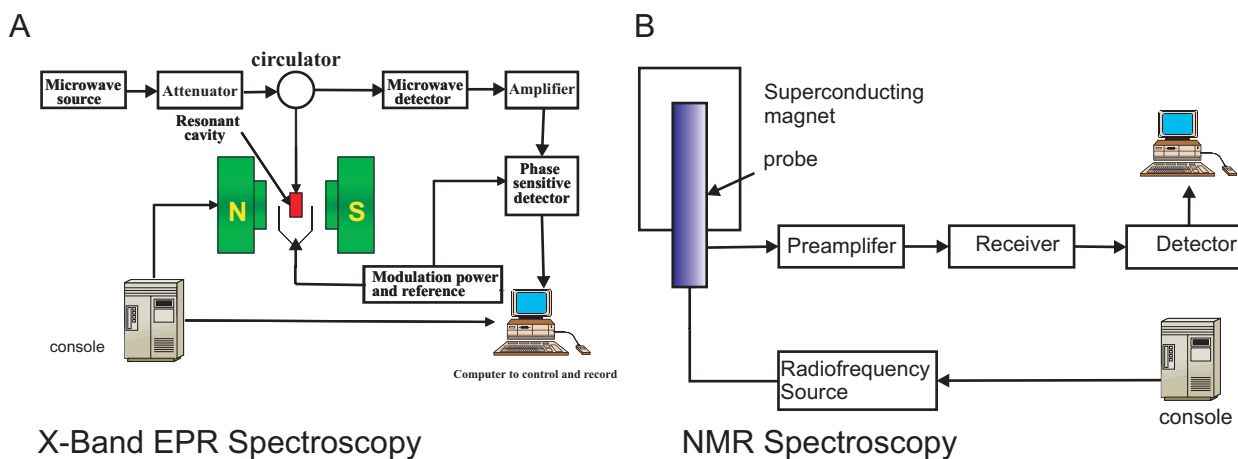 A
circulator
Microwave
source
Attenuator
Microwave
detector
Amplifier
Resonant
cavity
N
S
Phase
sensitive
detector
Modulation power
and reference
console
Computer to control and record
X-Band EPR Spectroscopy
B
Superconducting
magnet
probe
Preamplifer
Receiver
Detector
Radiofrequency
Source
console
NMR Spectroscopy